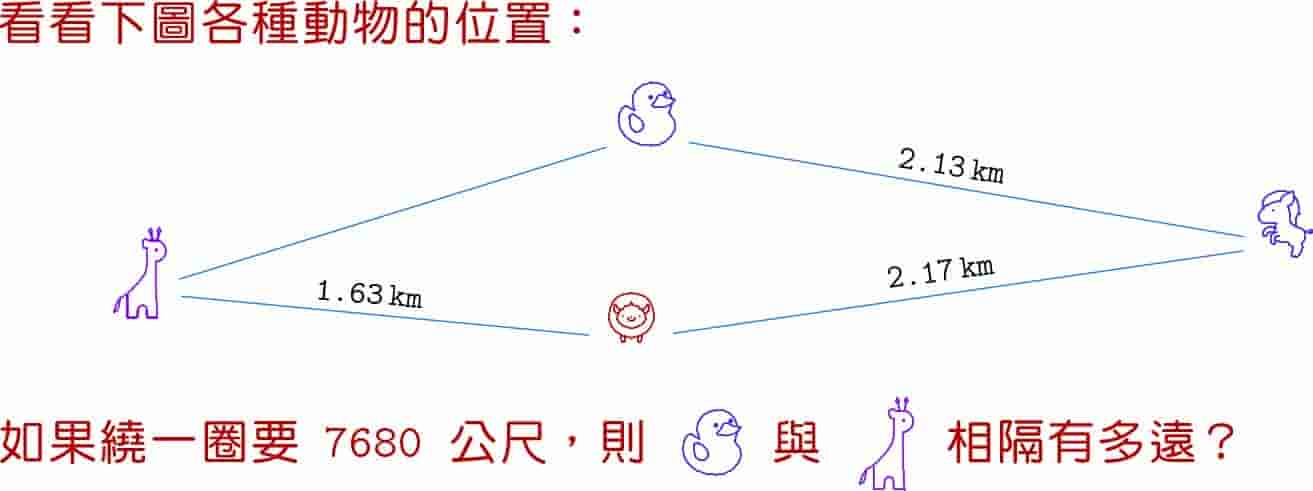 看看下圖各種動物的位置：
2.13 km
1.63 km
2.17 km
如果繞一圈要 7680 公尺，則 與 相隔有多遠？